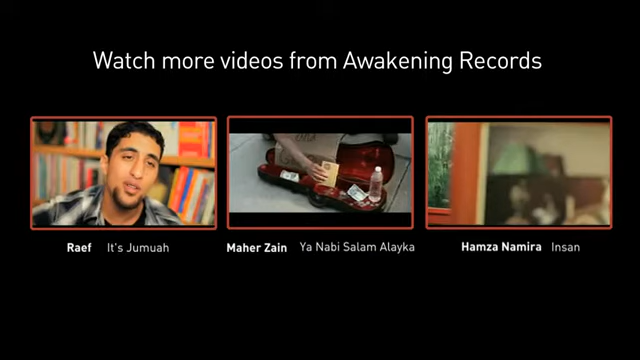 Watch more videos from Awakening Records
Raef It's Jumuah
Maher Zain Ya Nabi Salam Alayka
Hamza Namira Insan